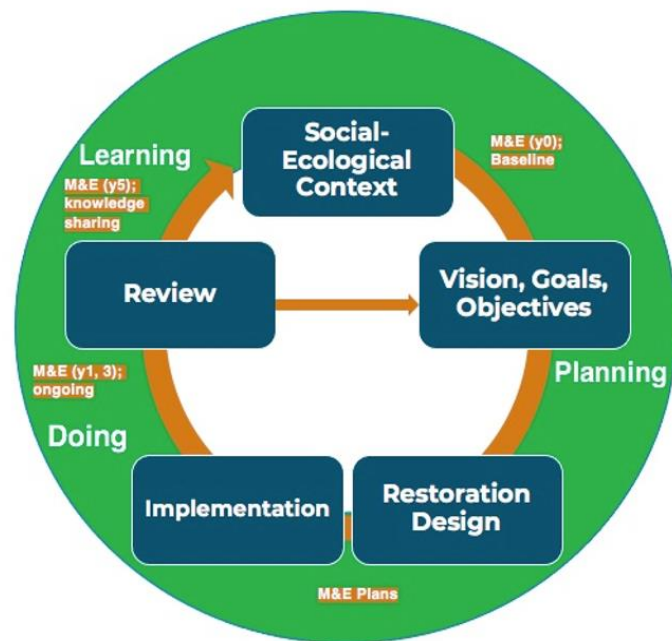 Social-
Ecological
Context
M&E (y0);
Baseline
Learning
M&E (y5);
knowledge
sharing
Review
Vision, Goals,
Objectives
M&E (y1, 3);
ongoing
Planning
Doing
Implementation
Restoration
Design
M&E Plans